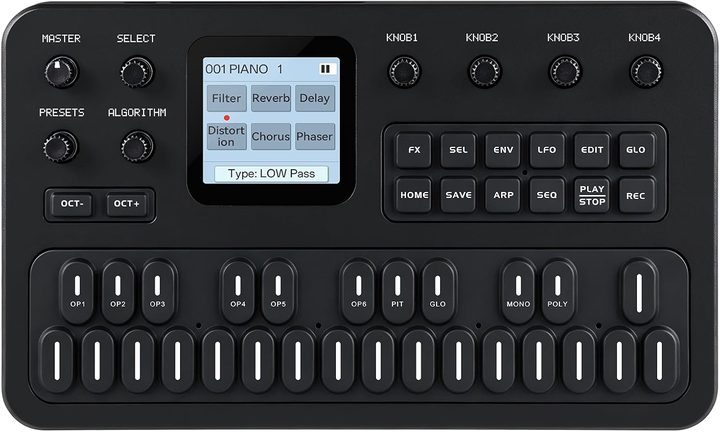 MASTER
SELECT
KNOB1
KNOB2
KNOB3
KNOB4
PRESETS
ALGORITHM
OCT-
OCT+
001 PIANO 1
Filter
Reverb
Delay
Distort
ion
Chorus
Phaser
Type: LOW Pass
FX
SEL
ENV
LFO
EDIT
GLO
HOME
SAVE
ARP
SEQ
PLAY
STOP
REC
OP1
OP2
OP3
OP4
OP5
OP6
PIT
GLO
MONO
POLY